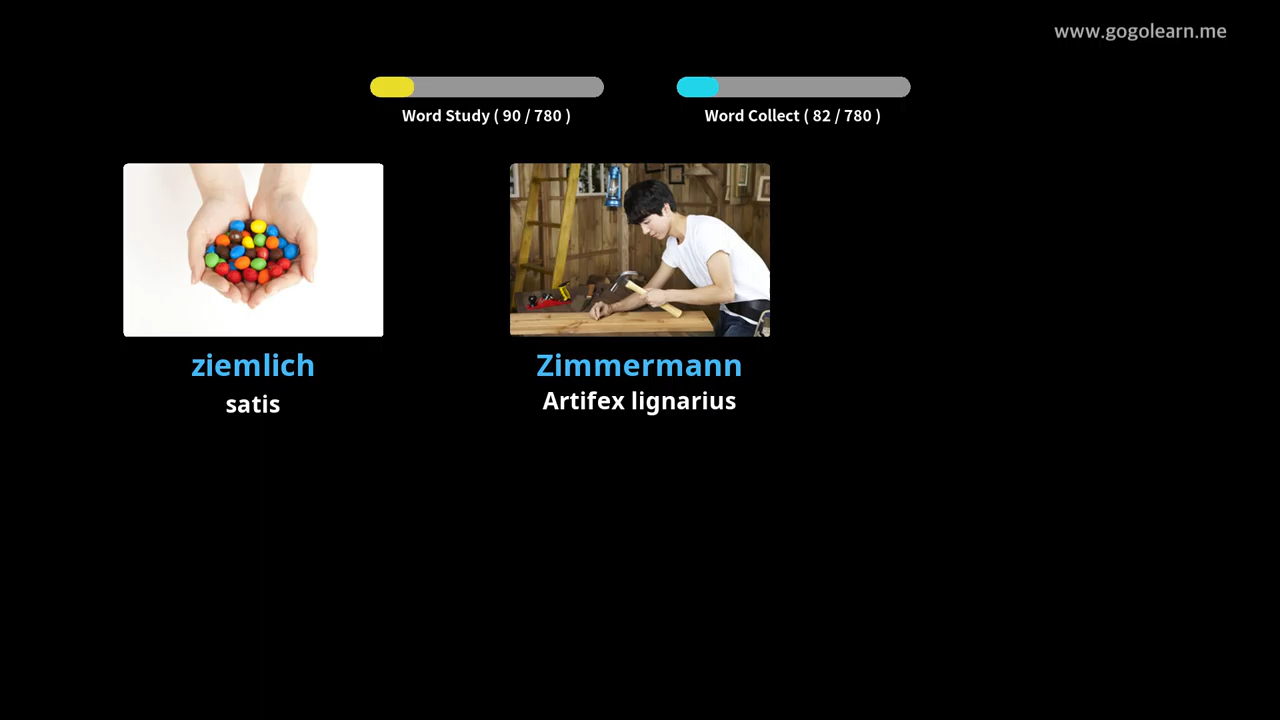 www.gogolearn.me
Word Study ( 90 / 780 )
Word Collect ( 82 / 780 )
ziemlich
satis
Zimmermann
Artifex lignarius